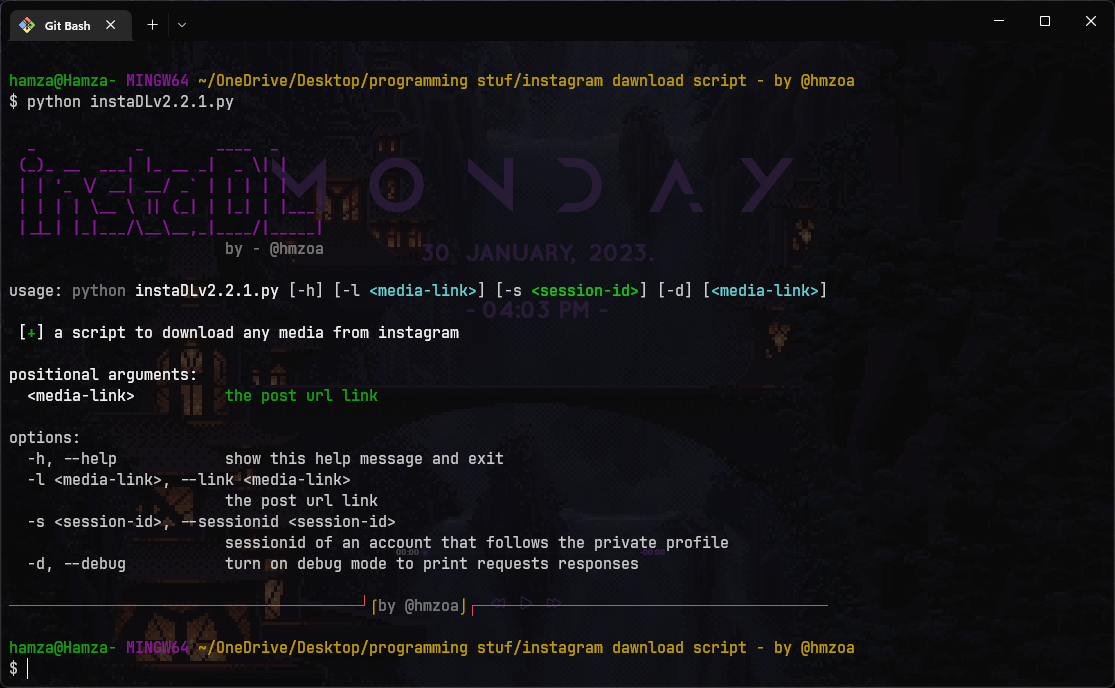 Git Bash
hamza@Hamza- MINGW64 ~/OneDrive/Desktop/programming stuf/instagram dawnload script - by @hmzoa
$ python instaDLv2.2.1.py
instaDL
MONDAY
by - @hmzoa
30 JANUARY, 2023.
usage: python instaDLv2.2.1.py [-h] [-l <media-link>] [-s <session-id>] [-d] [<media-link>]
- 04:03 PM -
[+] a script to download any media from instagram
positional arguments:
<media-link> the post url link
options:
-h, --help show this help message and exit
-l <media-link>, --link <media-link>
the post url link
-s <session-id>, --sessionid <session-id>
sessionid of an account that follows the private profile
00:00 -00:00
-d, --debug turn on debug mode to print requests responses
by @hmzoa
hamza@Hamza- MINGW64 ~/OneDrive/Desktop/programming stuf/instagram dawnload script - by @hmzoa
$